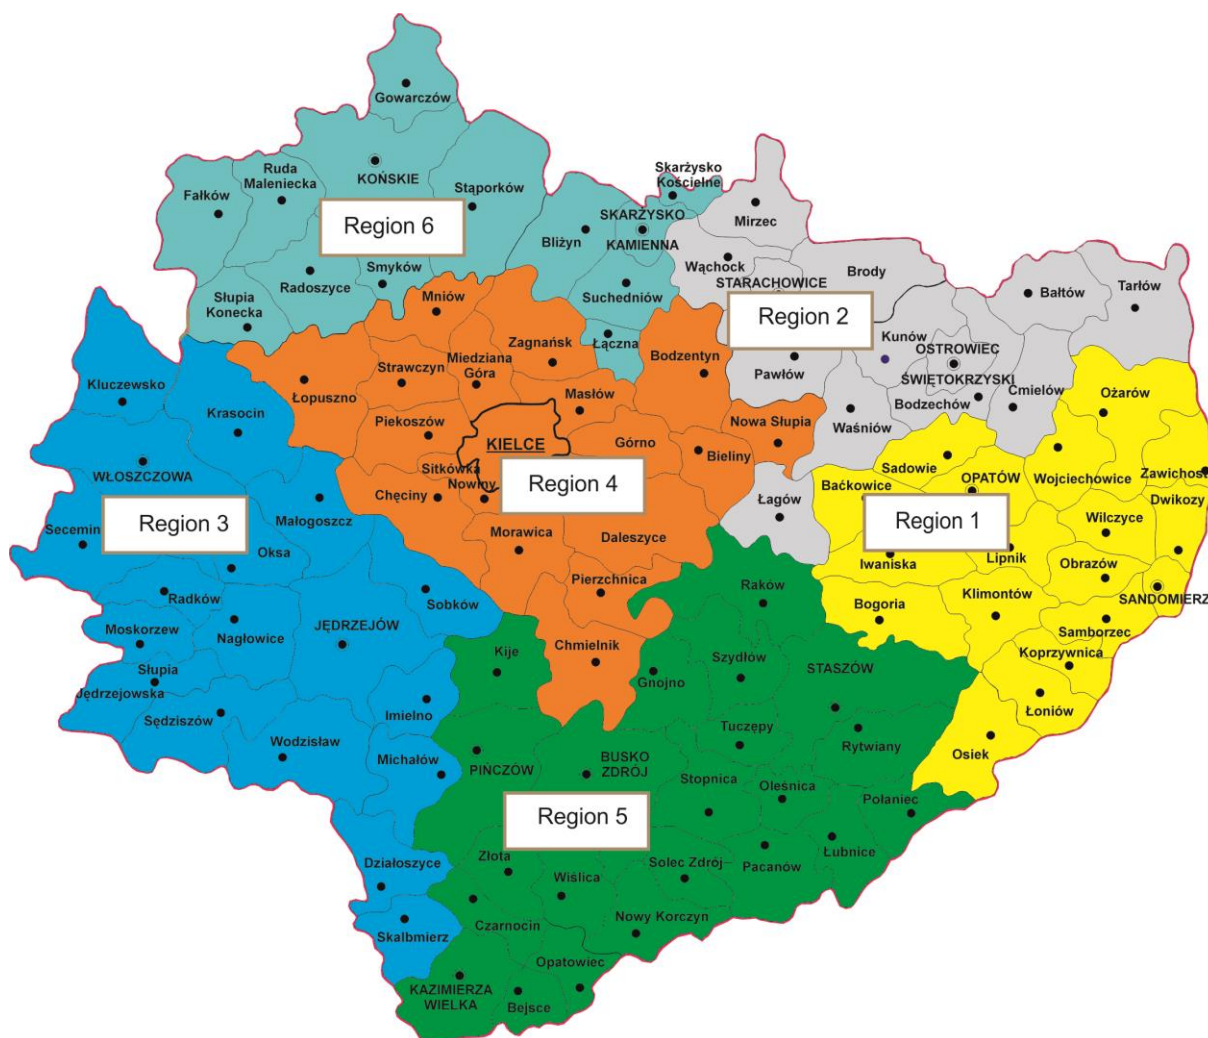 Gowarczów
KOŃSKIE
Ruda
Maleniecka
Fałków
Stąporków
Region 6
Smyków
Radoszyce
Słupia
Konecka
Skarżysko
Kościelne
SKARŻYSKO
KAMIENNA
Bliżyn
Suchedniów
Łączna
Mirzec
Wąchock
STARACHOWICE
Brody
Region 2
Bałtów
Tarłów
Kunów
OSTROWIEC
ŚWIĘTOKRZYSKI
Pawłów
Bodzechów
Ćmielów
Waśniów
Łagów
Mniów
Zagnańsk
Bodzentyn
Miedziana
Góra
Strawczyn
Łopuszno
Masłów
Piekoszów
KIELCE
Górno
Nowa Słupia
Bieliny
Sitkówka
Nowiny
Chęciny
Region 4
Morawica
Daleszyce
Pierzchnica
Chmielnik
Kluczewsko
Krasocin
WŁOSZCZOWA
Małogoszcz
Region 3
Secemin
Oksa
Radków
Sobków
Moskorzew
Nagłowice
JĘDRZEJÓW
Słupia
Jędrzejowska
Sędziszów
Imielno
Wodzisław
Michałów
Działoszyce
Skalbmierz
Ożarów
Sadowie
OPATÓW
Wojciechowice
Zawichost
Baćkowice
Dwikozy
Region 1
Wilczyce
Iwaniska
Lipnik
Obrazów
SANDOMIERZ
Bogoria
Klimontów
Samborzec
Koprzywnica
Łoniów
Osiek
Raków
Kije
Szydłów
STASZÓW
Gnojno
Tuczępy
Rytwiany
PIŃCZÓW
BUSKO
ZDRÓJ
Stopnica
Oleśnica
Połaniec
Region 5
Łubnice
Pacanów
Złota
Solec Zdrój
Wiślica
Czarnocin
Nowy Korczyn
Opatowiec
KAZIMIERZA
WIELKA
Bejsce